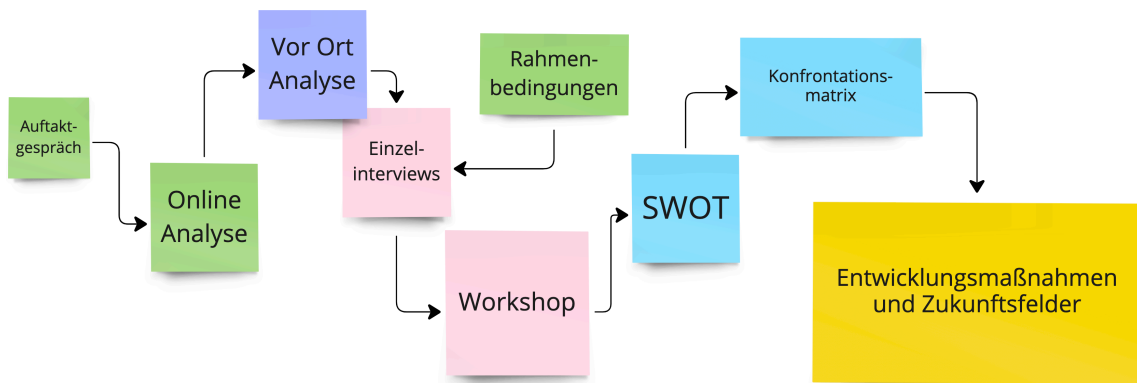 Auftakt-
gespräch
Online
Analyse
Vor Ort
Analyse
Einzel-
interviews
Rahmen-
bedingungen
Workshop
SWOT
Konfrontations-
matrix
Entwicklungsmaßnahmen
und Zukunftsfelder